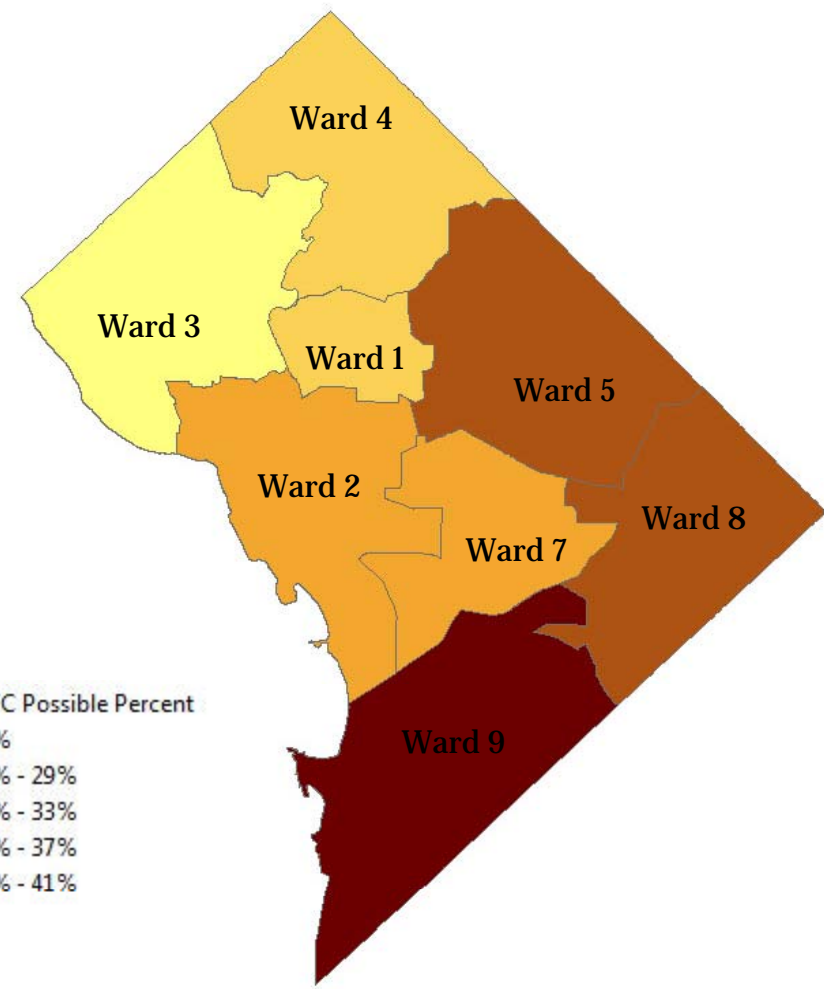 Ward 4
Ward 3
Ward 1
Ward 5
Ward 2
Ward 8
Ward 7
C Possible Percent
%
% - 29%
% - 33%
% - 37%
% - 41%
Ward 9